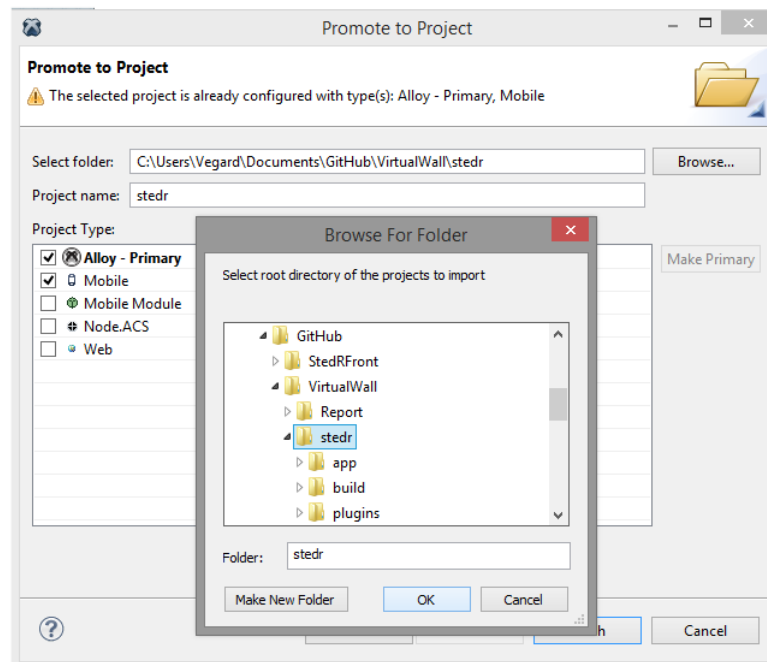 Promote to Project
Promote to Project
The selected project is already configured with type(s): Alloy - Primary, Mobile
Select folder: C:\Users\Vegard\Documents\GitHub\VirtualWall\stedr Browse...
Project name: stedr
Project Type:
Alloy - Primary
Mobile
Mobile Module
Node.ACS
Web
Make Primary
Browse For Folder
Select root directory of the projects to import
GitHub
StedRFront
VirtualWall
Report
stedr
app
build
plugins
Folder: stedr
Make New Folder OK Cancel
Cancel